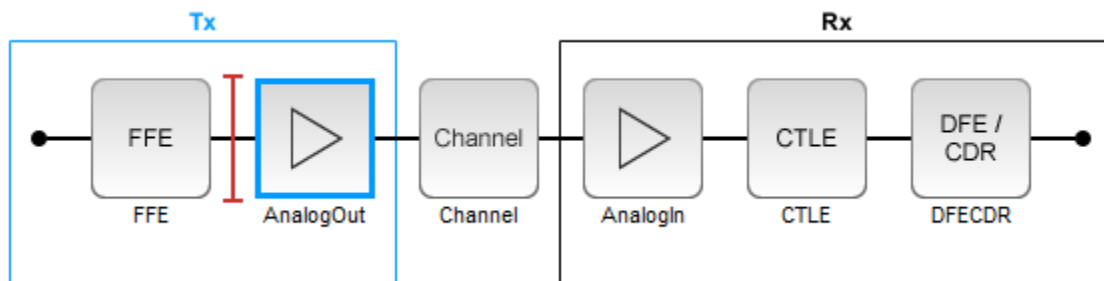 Tx
Rx
FFE
Channel
CTLE
DFE /
CDR
FFE
AnalogOut
Channel
AnalogIn
CTLE
DFECDR